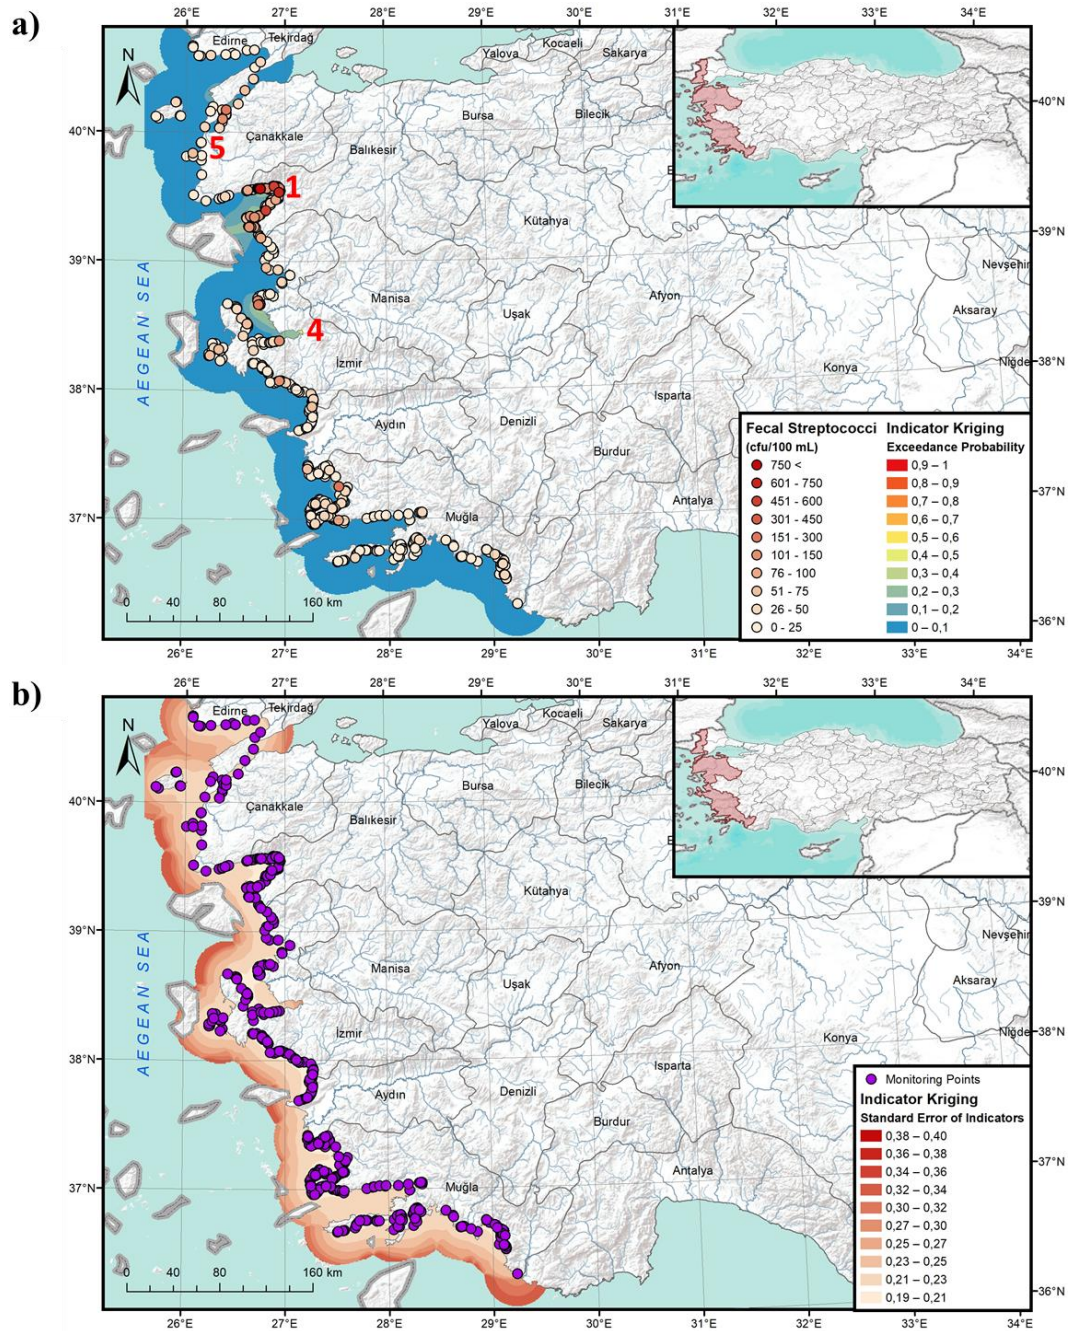 a)
26°E 27°E 28°E 29°E 30°E 31°E 32°E 33°E 34°E
Edirne
Tekirdağ
Yalova
Kocaeli
Sakarya
N
Bursa
Bilecik
40°N
40°N
Çanakkale
5
Balıkesir
1
Kütahya
39°N
39°N
Nevşehir
AEGEAN SEA
Manisa
Afyon
Uşak
Aksaray
4
İzmir
38°N
Konya
Niğde
38°N
Isparta
Aydın
Denizli
Burdur
Antalya
37°N
37°N
Muğla
0 40 80 160 km
36°N
Fecal Streptococci
(cfu/100 mL)
750 <
601 - 750
451 - 600
301 - 450
151 - 300
101 - 150
76 - 100
51 - 75
26 - 50
0 - 25
Indicator Kriging
Exceedance Probability
0,9 – 1
0,8 – 0,9
0,7 – 0,8
0,6 – 0,7
0,5 – 0,6
0,4 – 0,5
0,3 – 0,4
0,2 – 0,3
0,1 – 0,2
0 – 0,1
26°E 27°E 28°E 29°E 30°E 31°E 32°E 33°E 34°E
b)
26°E 27°E 28°E 29°E 30°E 31°E 32°E 33°E 34°E
Edirne
Tekirdağ
Yalova
Kocaeli
Sakarya
N
Bursa
Bilecik
40°N
40°N
Çanakkale
Balıkesir
Kütahya
39°N
39°N
Nevşehir
AEGEAN SEA
Manisa
Afyon
Uşak
Aksaray
İzmir
Konya
Niğde
38°N
38°N
Isparta
Aydın
Denizli
Burdur
Antalya
37°N
37°N
Muğla
0 40 80 160 km
36°N
Monitoring Points
Indicator Kriging
Standard Error of Indicators
0,38 – 0,40
0,36 – 0,38
0,34 – 0,36
0,32 – 0,34
0,30 – 0,32
0,27 – 0,30
0,25 – 0,27
0,23 – 0,25
0,21 – 0,23
0,19 – 0,21
26°E 27°E 28°E 29°E 30°E 31°E 32°E 33°E 34°E